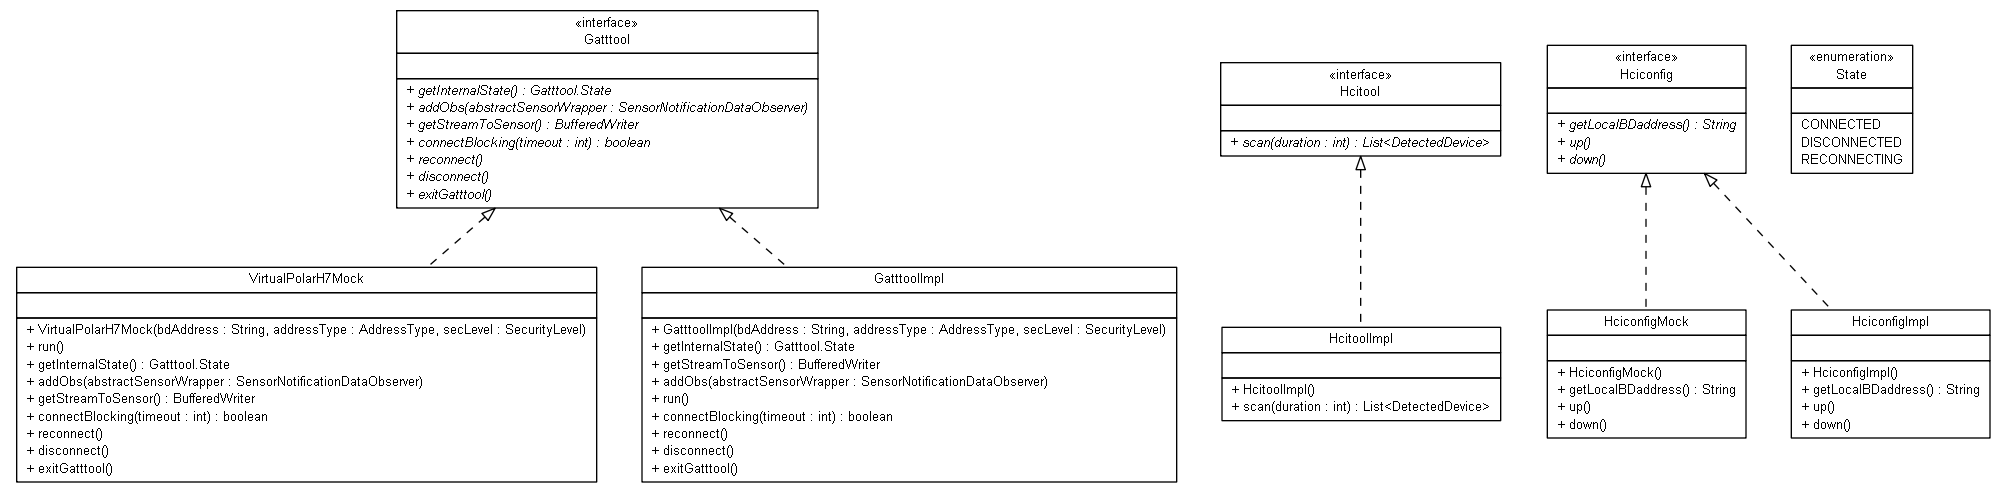 «interface»
Gatttool
+ getInternalState() : Gatttool.State
+ addObs(abstractSensorWrapper : SensorNotificationDataObserver)
+ getStreamToSensor() : BufferedWriter
+ connectBlocking(timeout : int) : boolean
+ reconnect()
+ disconnect()
+ exitGatttool()
«interface»
Hcitool
+ scan(duration : int) : List<DetectedDevice>
«interface»
Hciconfig
+ getLocalBDaddress() : String
+ up()
+ down()
«enumeration»
State
CONNECTED
DISCONNECTED
RECONNECTING
VirtualPolarH7Mock
+ VirtualPolarH7Mock(bdAddress : String, addressType : AddressType, secLevel : SecurityLevel)
+ run()
+ getInternalState() : Gatttool.State
+ addObs(abstractSensorWrapper : SensorNotificationDataObserver)
+ getStreamToSensor() : BufferedWriter
+ connectBlocking(timeout : int) : boolean
+ reconnect()
+ disconnect()
+ exitGatttool()
GatttoolImpl
+ GatttoolImpl(bdAddress : String, addressType : AddressType, secLevel : SecurityLevel)
+ getInternalState() : Gatttool.State
+ getStreamToSensor() : BufferedWriter
+ addObs(abstractSensorWrapper : SensorNotificationDataObserver)
+ run()
+ connectBlocking(timeout : int) : boolean
+ reconnect()
+ disconnect()
+ exitGatttool()
HcitoolImpl
+ HcitoolImpl()
+ scan(duration : int) : List<DetectedDevice>
HciconfigMock
+ HciconfigMock()
+ getLocalBDaddress() : String
+ up()
+ down()
HciconfigImpl
+ HciconfigImpl()
+ getLocalBDaddress() : String
+ up()
+ down()